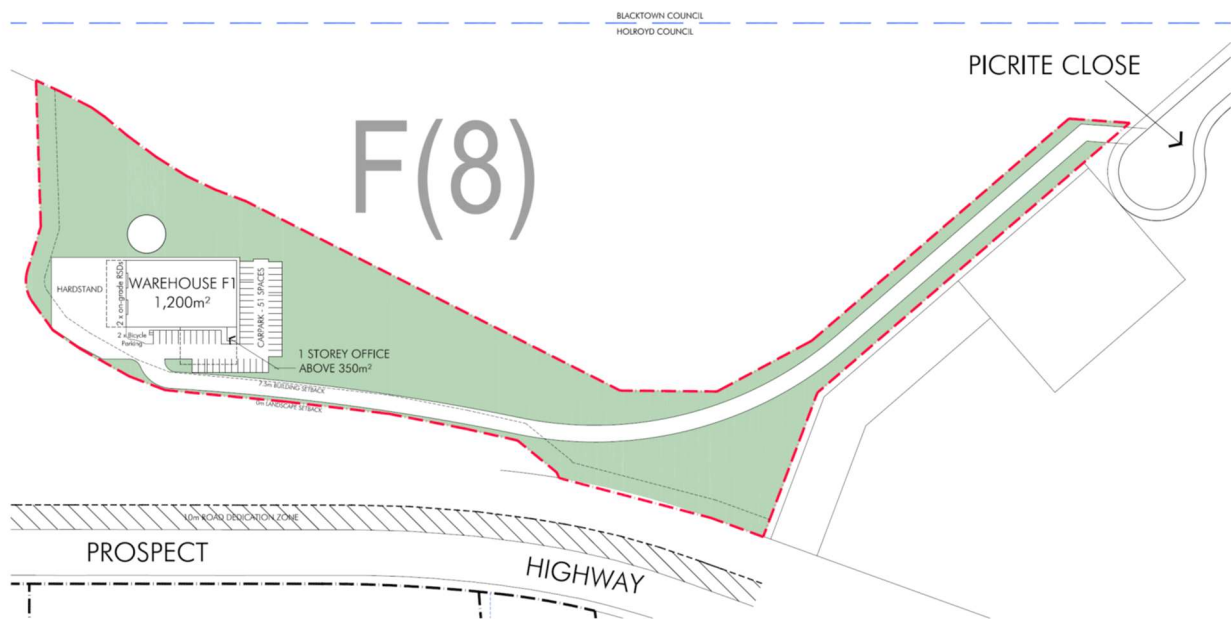 BLACKTOWN COUNCIL
HOLROYD COUNCIL
PICRITE CLOSE
F(8)
HARDSTAND
2 x on-grade RSDs
WAREHOUSE F1
1,200m²
CARPARK - 51 SPACES
2 x Bicycle
Parking
1 STOREY OFFICE
ABOVE 350m²
7.5m BUILDING SETBACK
0m LANDSCAPE SETBACK
10m ROAD DEDICATION ZONE
PROSPECT
HIGHWAY